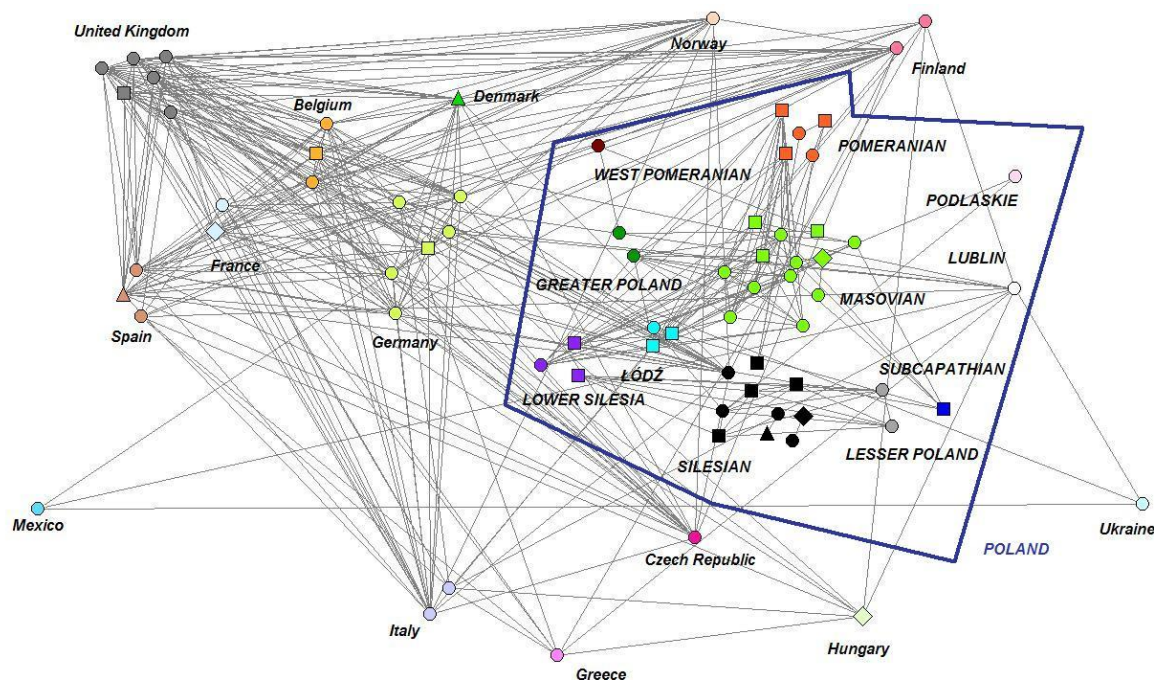 United Kingdom
Norway
Finland
Belgium
Denmark
POMERANIAN
WEST POMERANIAN
PODLASKIE
France
LUBLIN
GREATER POLAND
MASOVIAN
Spain
Germany
ŁÓDŹ
SUBCAPATHIAN
LOWER SILESIA
LESSER POLAND
SILESIAN
Mexico
Ukraine
POLAND
Czech Republic
Italy
Hungary
Greece